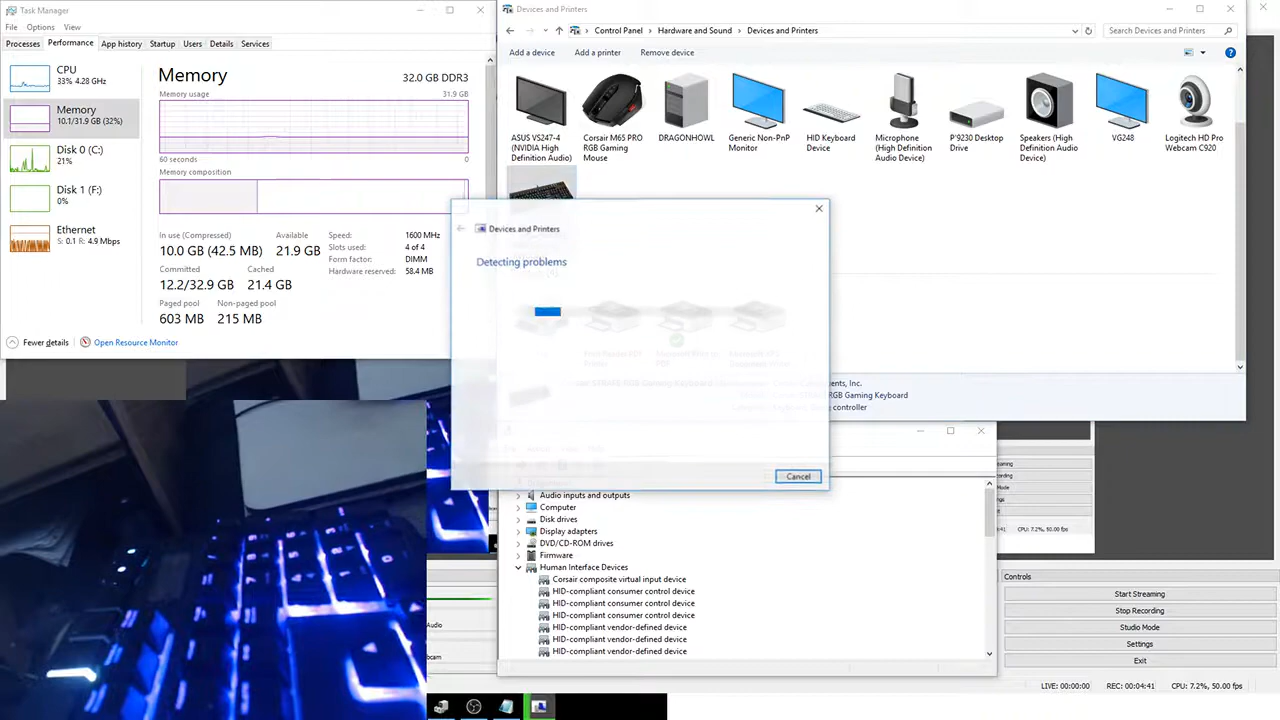 Task Manager
File Options View
Processes Performance App history Startup Users Details Services
CPU
33% 4.28 GHz
Memory
10.1/31.9 GB (32%)
Disk 0 (C:)
21%
Disk 1 (F:)
0%
Ethernet
S: 0.1 R: 4.9 Mbps
Memory 32.0 GB DDR3
Memory usage 31.9 GB
60 seconds 0
Memory composition
In use (Compressed) Available
10.0 GB (42.5 MB) 21.9 GB
Committed Cached
12.2/32.9 GB 21.4 GB
Paged pool Non-paged pool
603 MB 215 MB
Speed: 1600 MHz
Slots used: 4 of 4
Form factor: DIMM
Hardware reserved: 58.4 MB
Fewer details Open Resource Monitor
Devices and Printers
Control Panel Hardware and Sound Devices and Printers
Search Devices and Printers
Add a device Add a printer Remove device
ASUS VS247-4
(NVIDIA High
Definition Audio)
Corsair M65 PRO
RGB Gaming
Mouse
DRAGONHOWL
Generic Non-PnP
Monitor
HID Keyboard
Device
Microphone
(High Definition
Audio Device)
P'9230 Desktop
Drive
Speakers (High
Definition Audio
Device)
VG248
Logitech HD Pro
Webcam C920
Devices and Printers
Detecting problems
Cancel
RGB Gaming Keyboard
Audio inputs and outputs
Computer
Disk drives
Display adapters
DVD/CD-ROM drives
Firmware
Human Interface Devices
Corsair composite virtual input device
HID-compliant consumer control device
HID-compliant consumer control device
HID-compliant consumer control device
HID-compliant vendor-defined device
HID-compliant vendor-defined device
HID-compliant vendor-defined device
CPU: 7.2%, 50.00 fps
Controls
Start Streaming
Stop Recording
Studio Mode
Settings
Exit
LIVE: 00:00:00 REC: 00:04:41 CPU: 7.2%, 50.00 fps